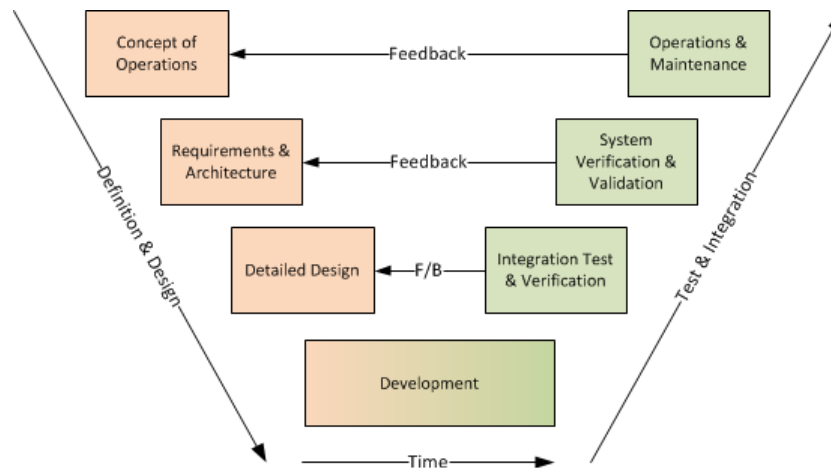 Concept of
Operations
Feedback
Operations &
Maintenance
Requirements &
Architecture
Feedback
System
Verification &
Validation
Definition & Design
Detailed Design
F/B
Integration Test
& Verification
Test & Integration
Development
Time